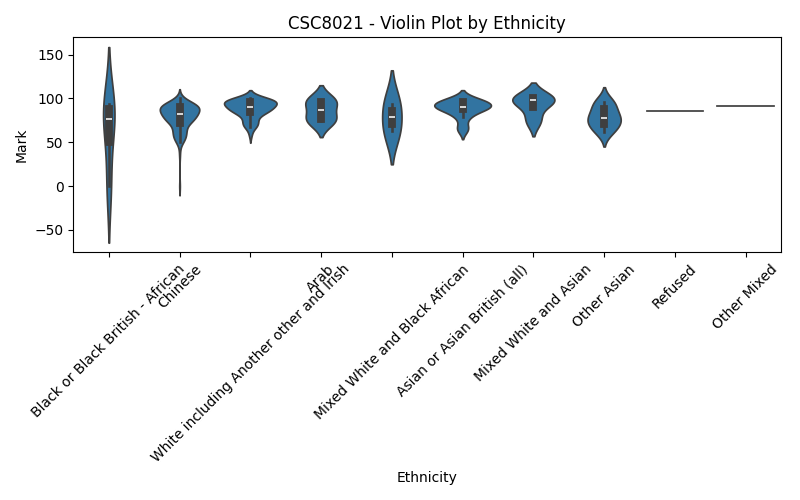 CSC8021 - Violin Plot by Ethnicity
Mark
150
100
50
0
−50
Black or Black British - African
Chinese
White including Another other and Irish
Arab
Mixed White and Black African
Asian or Asian British (all)
Mixed White and Asian
Other Asian
Refused
Other Mixed
Ethnicity